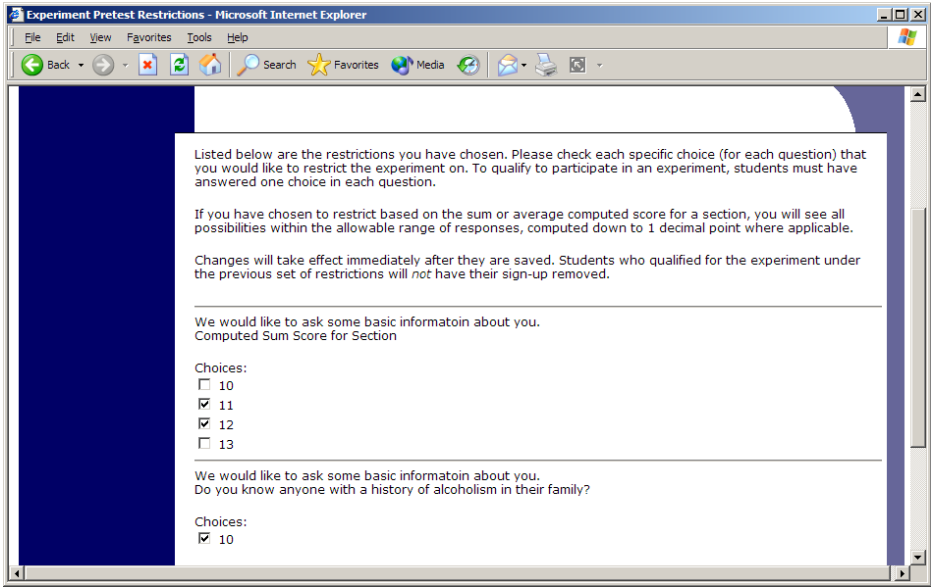 Experiment Pretest Restrictions - Microsoft Internet Explorer
File Edit View Favorites Tools Help
Back Search Favorites Media
Listed below are the restrictions you have chosen. Please check each specific choice (for each question) that
you would like to restrict the experiment on. To qualify to participate in an experiment, students must have
answered one choice in each question.
If you have chosen to restrict based on the sum or average computed score for a section, you will see all
possibilities within the allowable range of responses, computed down to 1 decimal point where applicable.
Changes will take effect immediately after they are saved. Students who qualified for the experiment under
the previous set of restrictions will not have their sign-up removed.
We would like to ask some basic informatoin about you.
Computed Sum Score for Section
Choices:
10
11
12
13
We would like to ask some basic informatoin about you.
Do you know anyone with a history of alcoholism in their family?
Choices:
10